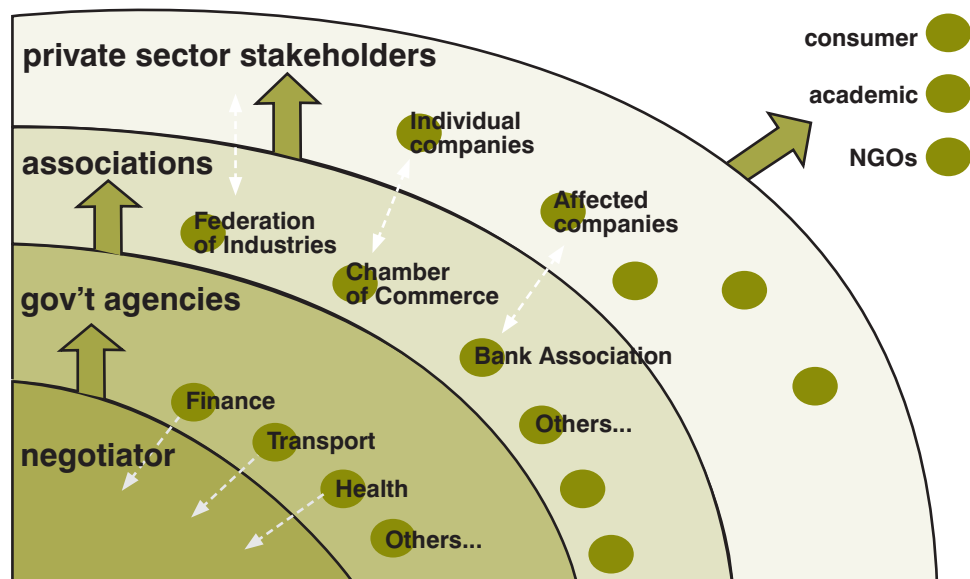 private sector stakeholders
consumer
academic
NGOs
Individual
companies
associations
Affected
companies
Federation
of Industries
Chamber
of Commerce
gov't agencies
Bank Association
Finance
Others...
Transport
negotiator
Health
Others...